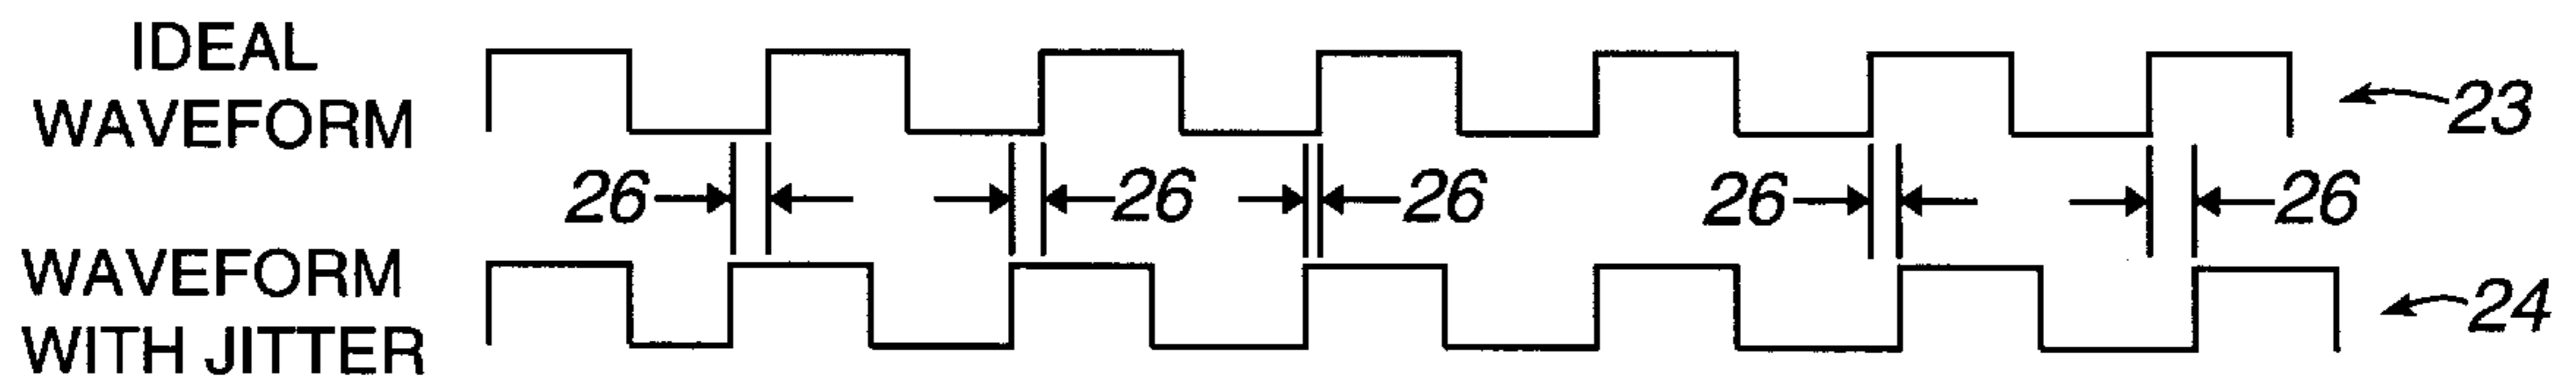 IDEAL
WAVEFORM
23
26 26 26 26 26
WAVEFORM
WITH JITTER
24